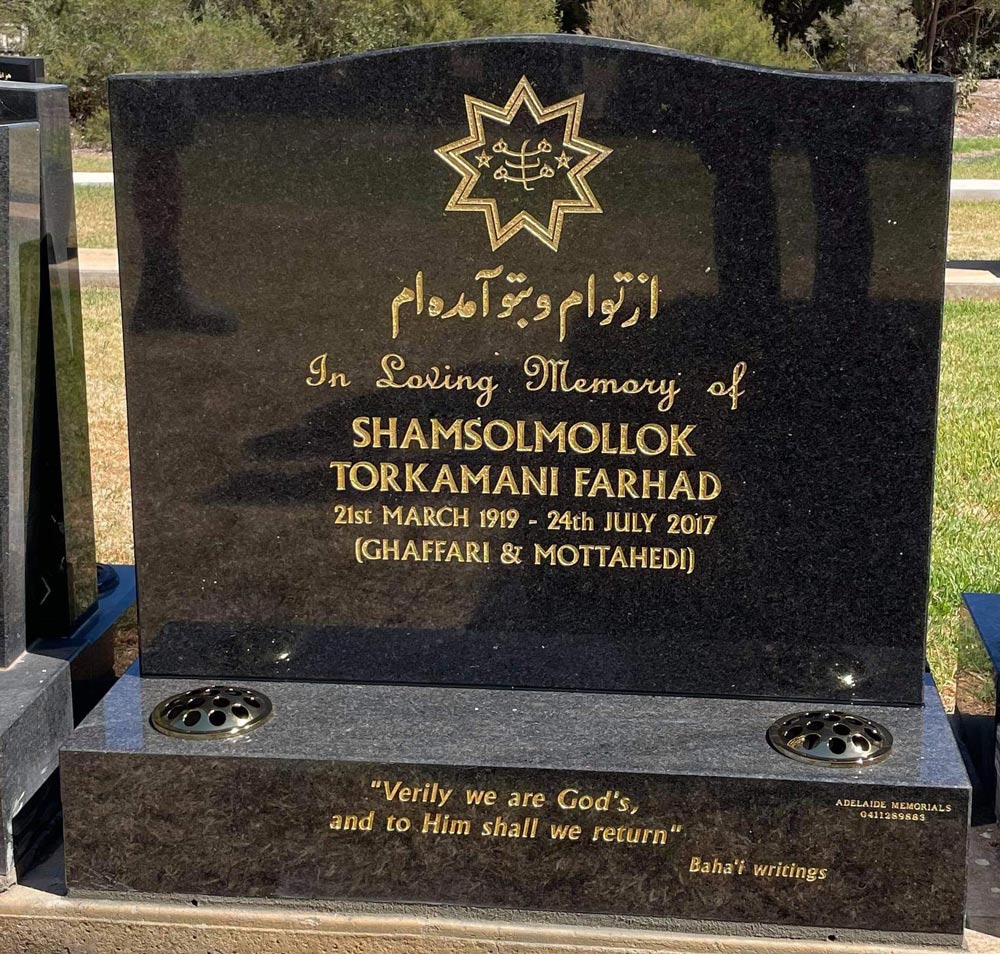 از توام و بتو آمده ام
In Loving Memory of
SHAMSOLMOLLOK
TORKAMANI FARHAD
21st MARCH 1919 - 24th JULY 2017
(GHAFFARI & MOTTAHEDI)
"Verily we are God's,
and to Him shall we return"
Baha'i writings
ADELAIDE MEMORIALS
0411289883